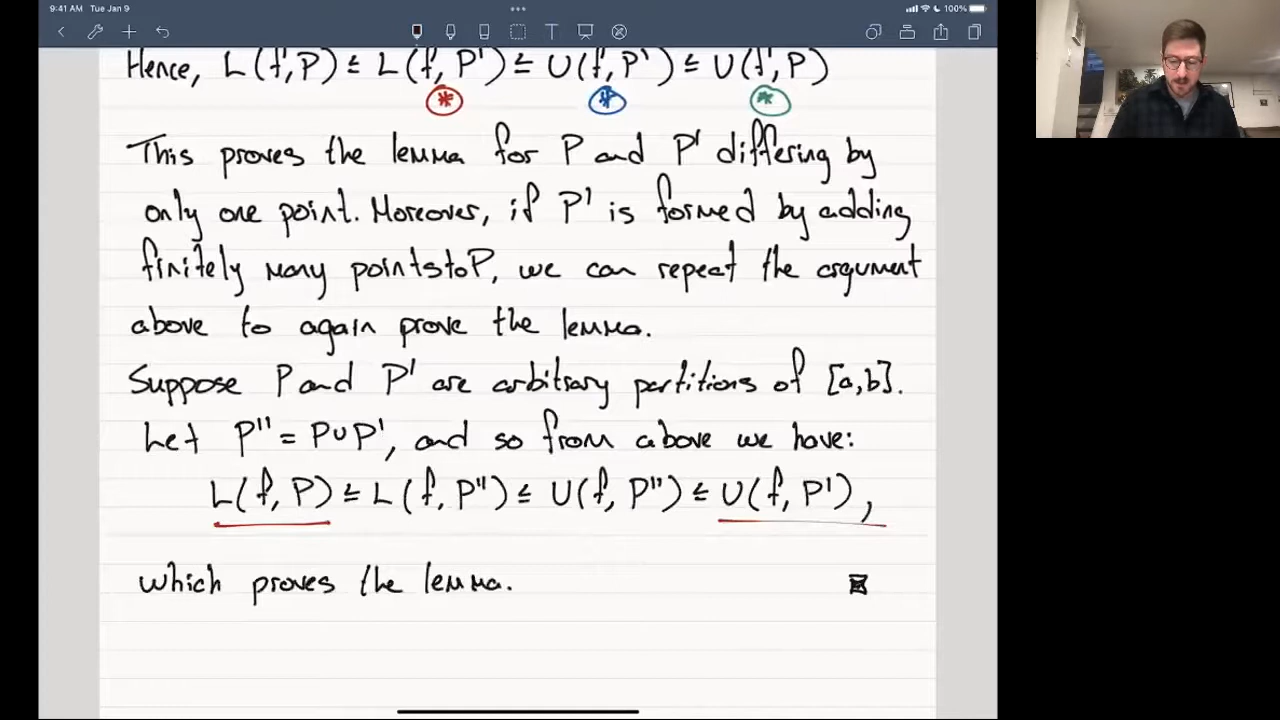 9:41 AM Tue Jan 9
100%
Hence, L(f,P) ≤ L(f,P') ≤ U(f,P') ≤ U(f,P)
* * *
This proves the lemma for P and P' differing by
only one point. Moreover, if P' is formed by adding
finitely many points to P, we can repeat the argument
above to again prove the lemma.
Suppose P and P' are arbitrary partitions of [a,b].
Let P'' = P∪P', and so from above we have:
L(f,P) ≤ L(f,P'') ≤ U(f,P'') ≤ U(f,P'),
which proves the lemma.